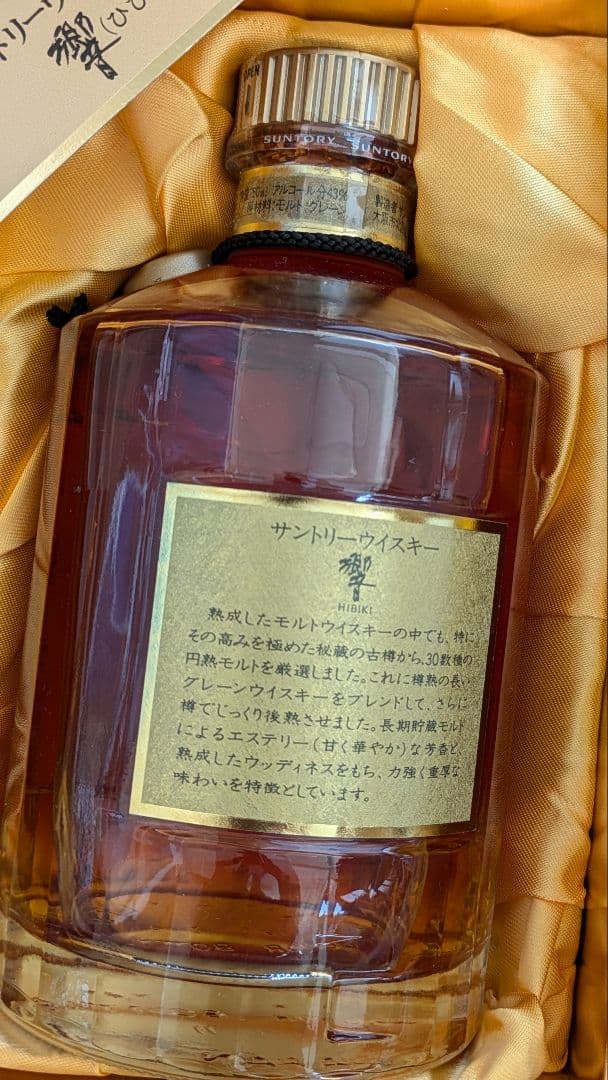 響
SUNTORY SUNTORY
アルコール分43%
原材料:モルト グレーン
サントリーウイスキー
響
HIBIKI
熟成したモルトウイスキーの中でも、特に
その高みを極めた秘蔵の古樽から、30数種の
円熟モルトを厳選しました。これに樽熟の長い
グレーンウイスキーをブレンドして、さらに
樽でじっくり後熟させました。長期貯蔵モルト
によるエステリー(甘く華やか)な芳香と、
熟成したウッディネスをもち、力強く重厚な
味わいを特徴としています。